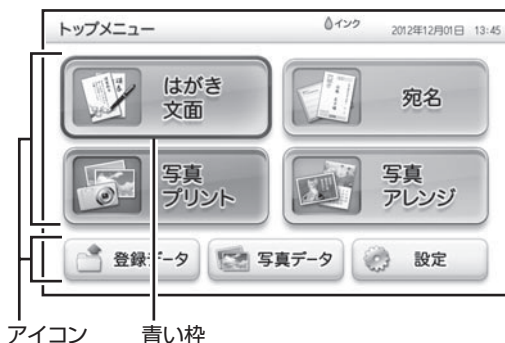 トップメニュー
インク
2012年12月01日 13:45
はがき
文面
宛名
写真
プリント
写真
アレンジ
登録データ
写真データ
設定
アイコン
青い枠